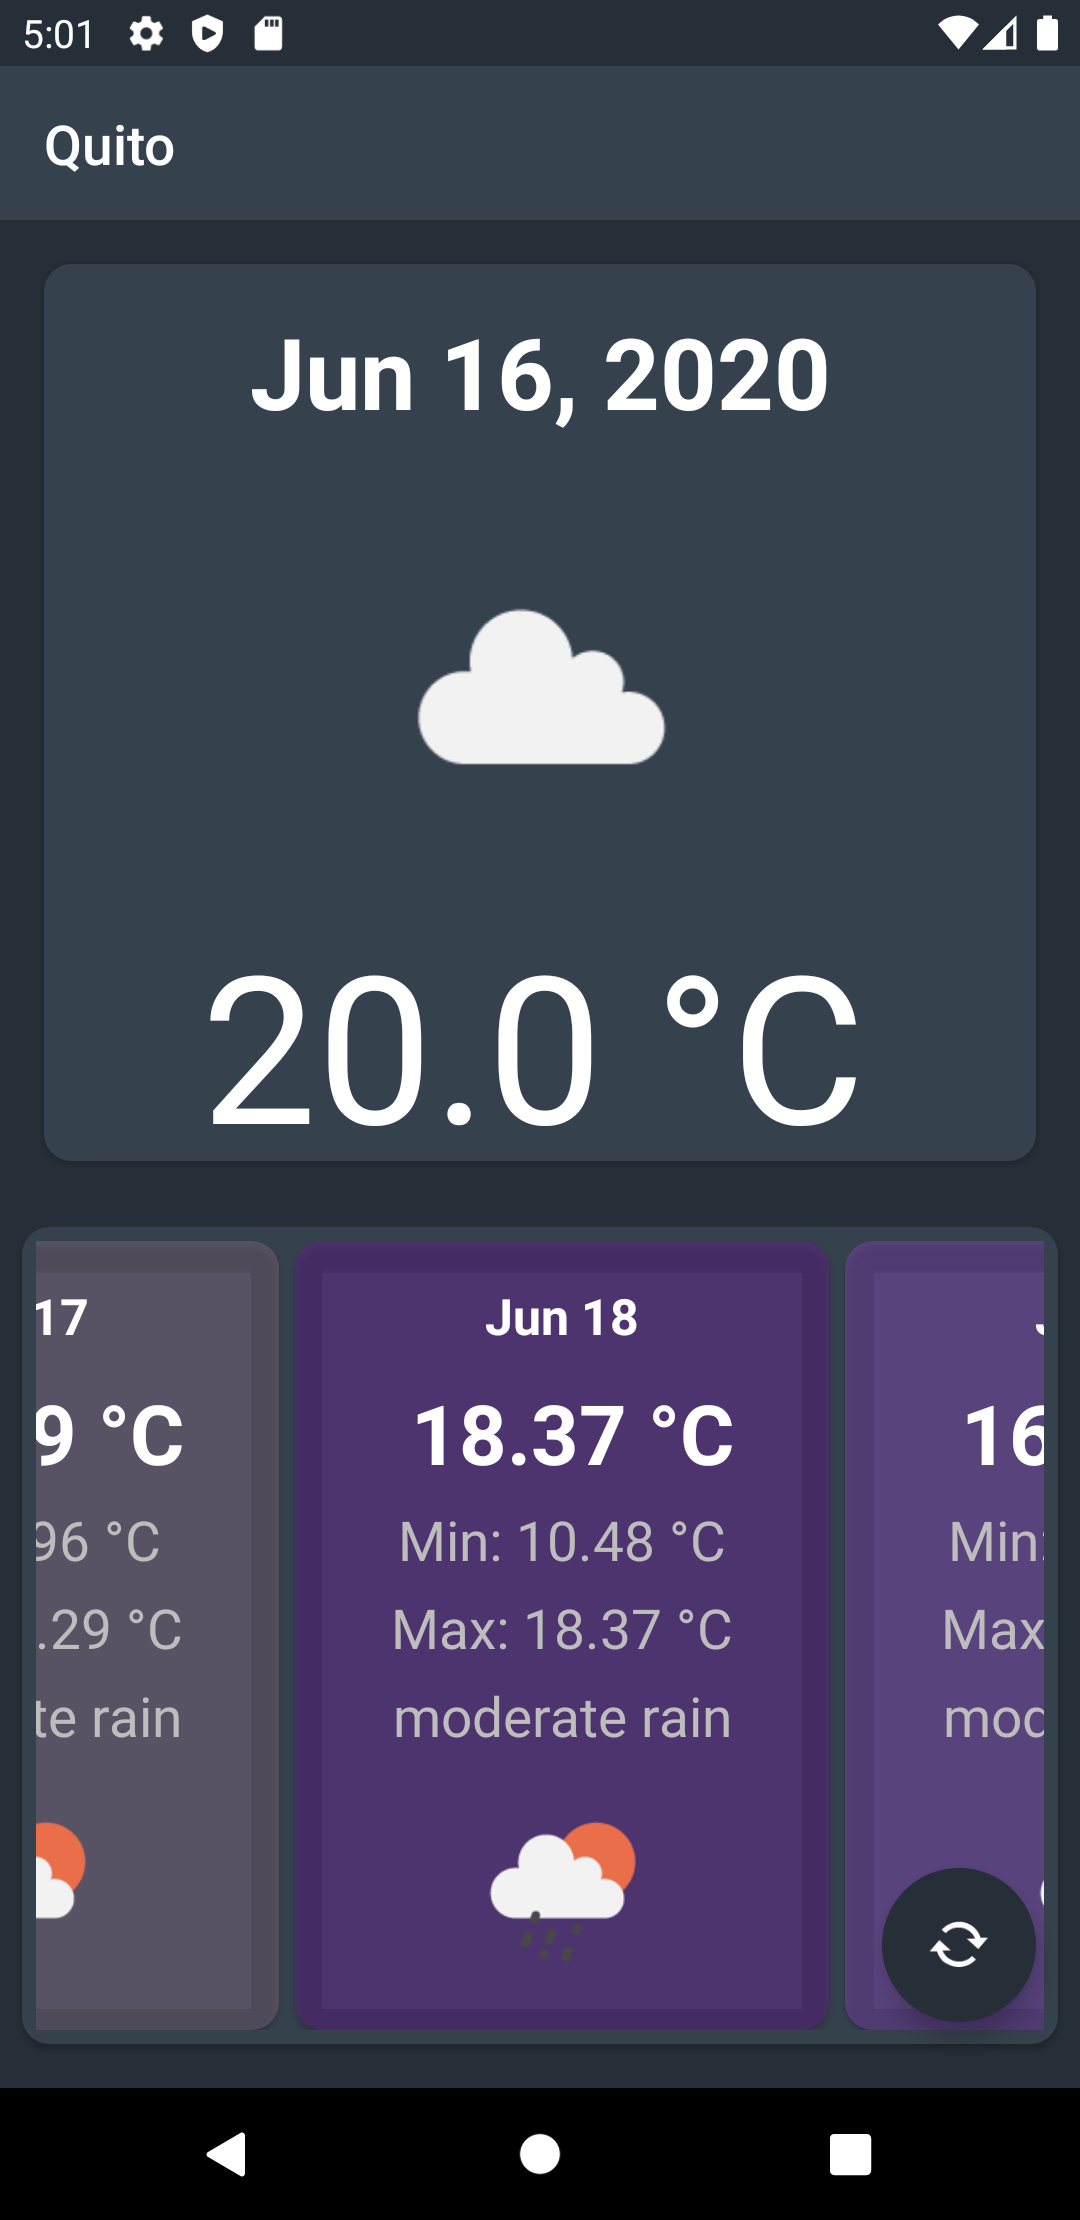 5:01
Quito
Jun 16, 2020
20.0 °C
17
9 °C
96 °C
.29 °C
te rain
Jun 18
18.37 °C
Min: 10.48 °C
Max: 18.37 °C
moderate rain
16
Min:
Max
mod